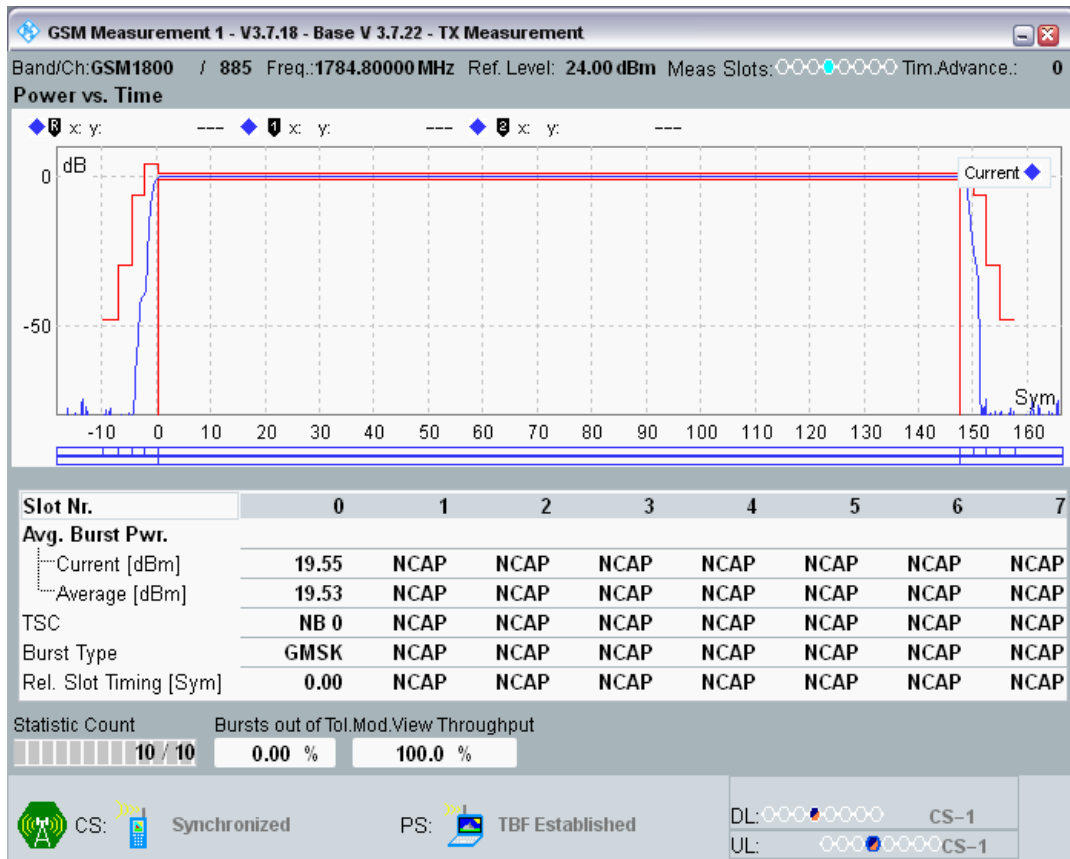 GSM Measurement 1 - V3.7.18 - Base V 3.7.22 - TX Measurement
Band/Ch:GSM1800 / 885 Freq.:1784.80000 MHz Ref. Level: 24.00 dBm Meas Slots: Tim.Advance.: 0
Power vs. Time
R x: y: --- 1 x: y: --- 2 x: y: ---
dB
Current
0
-50
Sym
-10 0 10 20 30 40 50 60 70 80 90 100 110 120 130 140 150 160
Slot Nr. 0 1 2 3 4 5 6 7
Avg. Burst Pwr.
Current [dBm] 19.55 NCAP NCAP NCAP NCAP NCAP NCAP NCAP
Average [dBm] 19.53 NCAP NCAP NCAP NCAP NCAP NCAP NCAP
TSC NB 0 NCAP NCAP NCAP NCAP NCAP NCAP NCAP
Burst Type GMSK NCAP NCAP NCAP NCAP NCAP NCAP NCAP
Rel. Slot Timing [Sym] 0.00 NCAP NCAP NCAP NCAP NCAP NCAP NCAP
Statistic Count Bursts out of Tol.Mod.View Throughput
10 / 10 0.00 % 100.0 %
CS: Synchronized PS: TBF Established DL: CS-1
UL: CS-1